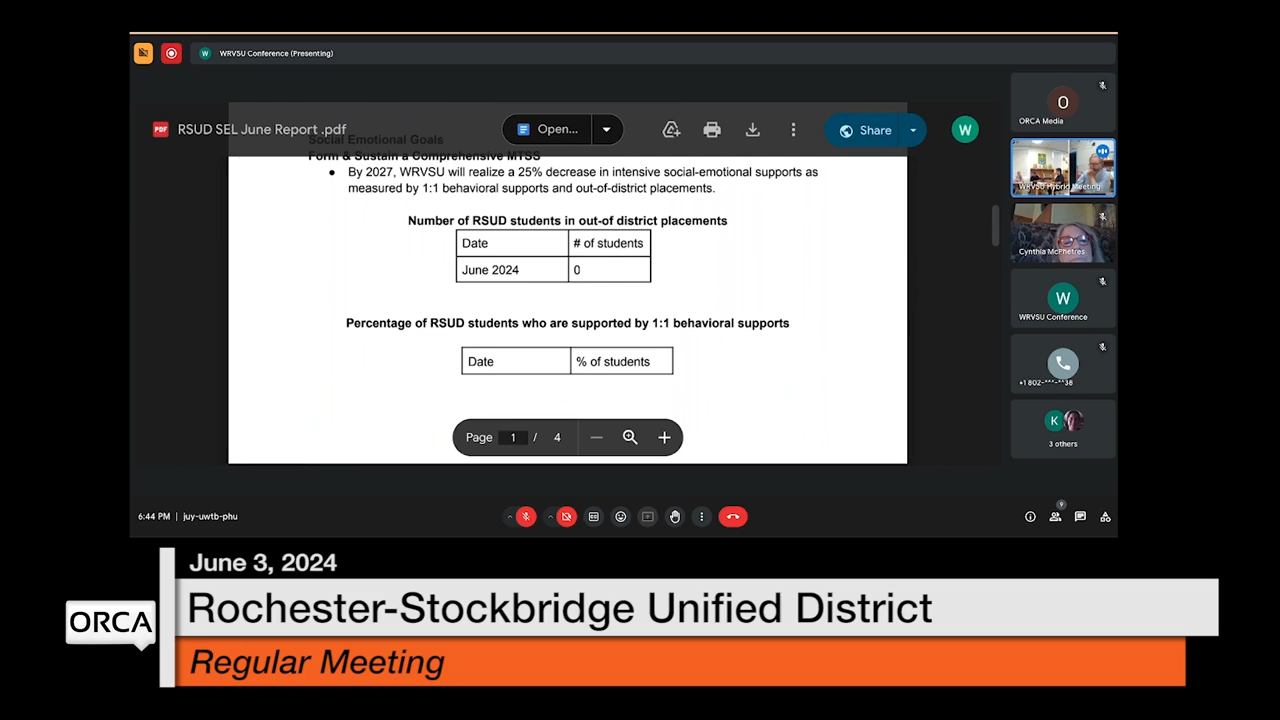 W WRVSU Conference (Presenting)
PDF RSUD SEL June Report .pdf
Open...
Share
W
Social Emotional Goals
Form & Sustain a Comprehensive MTSS
● By 2027, WRVSU will realize a 25% decrease in intensive social-emotional supports as
measured by 1:1 behavioral supports and out-of-district placements.
Number of RSUD students in out-of district placements
Date # of students
June 2024 0
Percentage of RSUD students who are supported by 1:1 behavioral supports
Date % of students
Page 1 / 4
O
ORCA Media
WRVSU Hybrid Meeting
Cynthia McPhetres
W
WRVSU Conference
+1 802-***-**38
K
3 others
6:44 PM | juy-uwtb-phu
9
June 3, 2024
ORCA
Rochester-Stockbridge Unified District
Regular Meeting